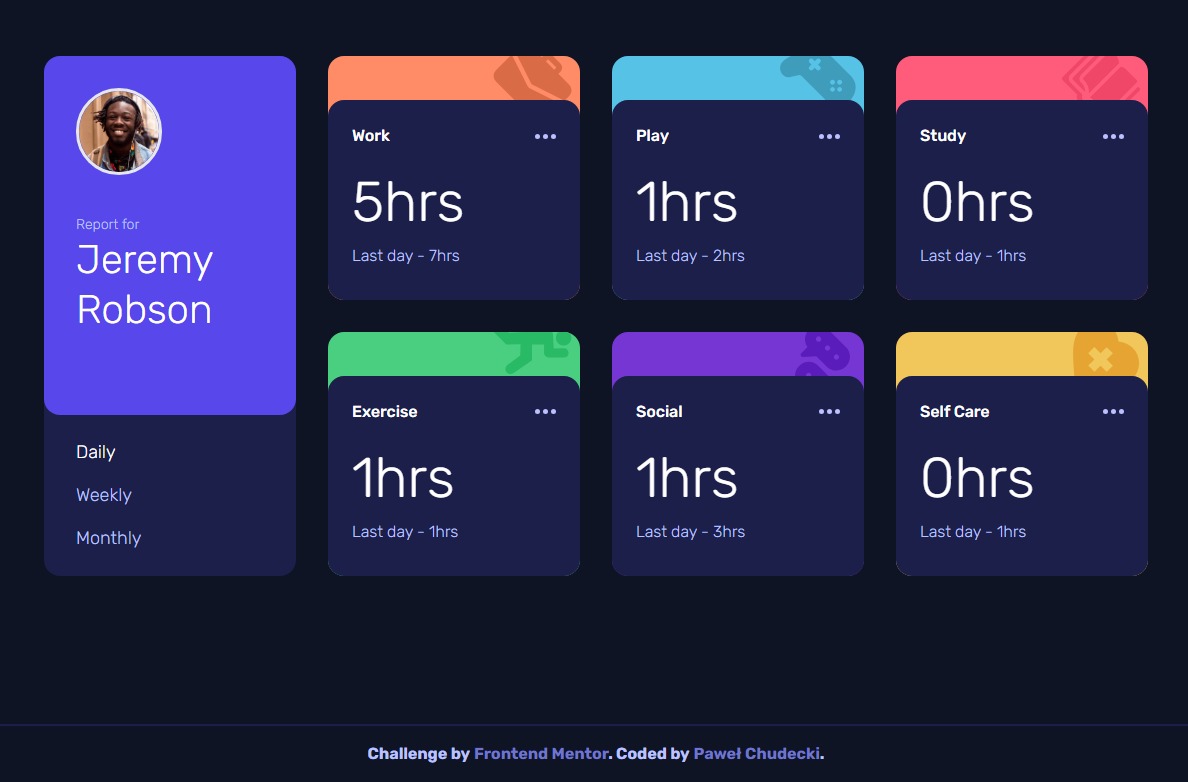 Report for
Jeremy
Robson
Daily
Weekly
Monthly
Work
5hrs
Last day - 7hrs
Play
1hrs
Last day - 2hrs
Study
0hrs
Last day - 1hrs
Exercise
1hrs
Last day - 1hrs
Social
1hrs
Last day - 3hrs
Self Care
0hrs
Last day - 1hrs
Challenge by Frontend Mentor. Coded by Paweł Chudecki.